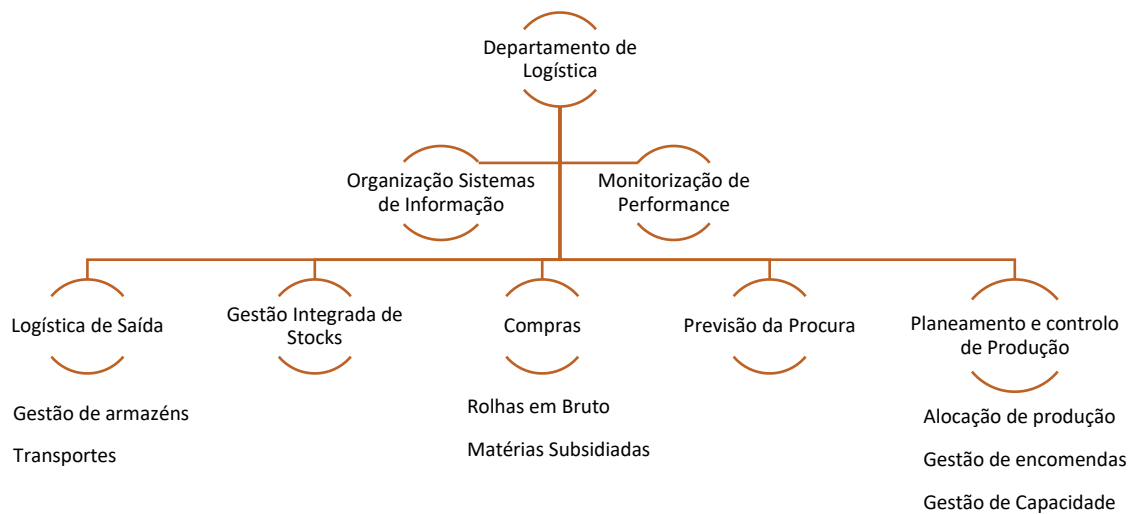 Departamento de
Logística
Organização Sistemas
de Informação
Monitorização de
Performance
Logística de Saída
Gestão de armazéns
Transportes
Gestão Integrada de
Stocks
Compras
Rolhas em Bruto
Matérias Subsidiadas
Previsão da Procura
Planeamento e controlo
de Produção
Alocação de produção
Gestão de encomendas
Gestão de Capacidade